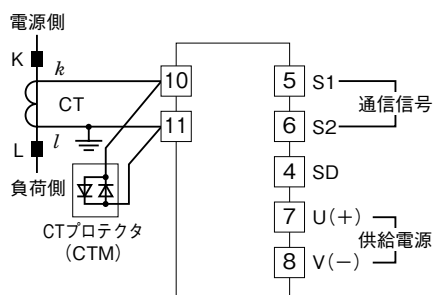 電源側
K
k
10
5
S1
CT
通信信号
11
6
S2
L
l
4
SD
負荷側
7
U(+)
CTプロテクタ
供給電源
(CTM)
8
V(−)